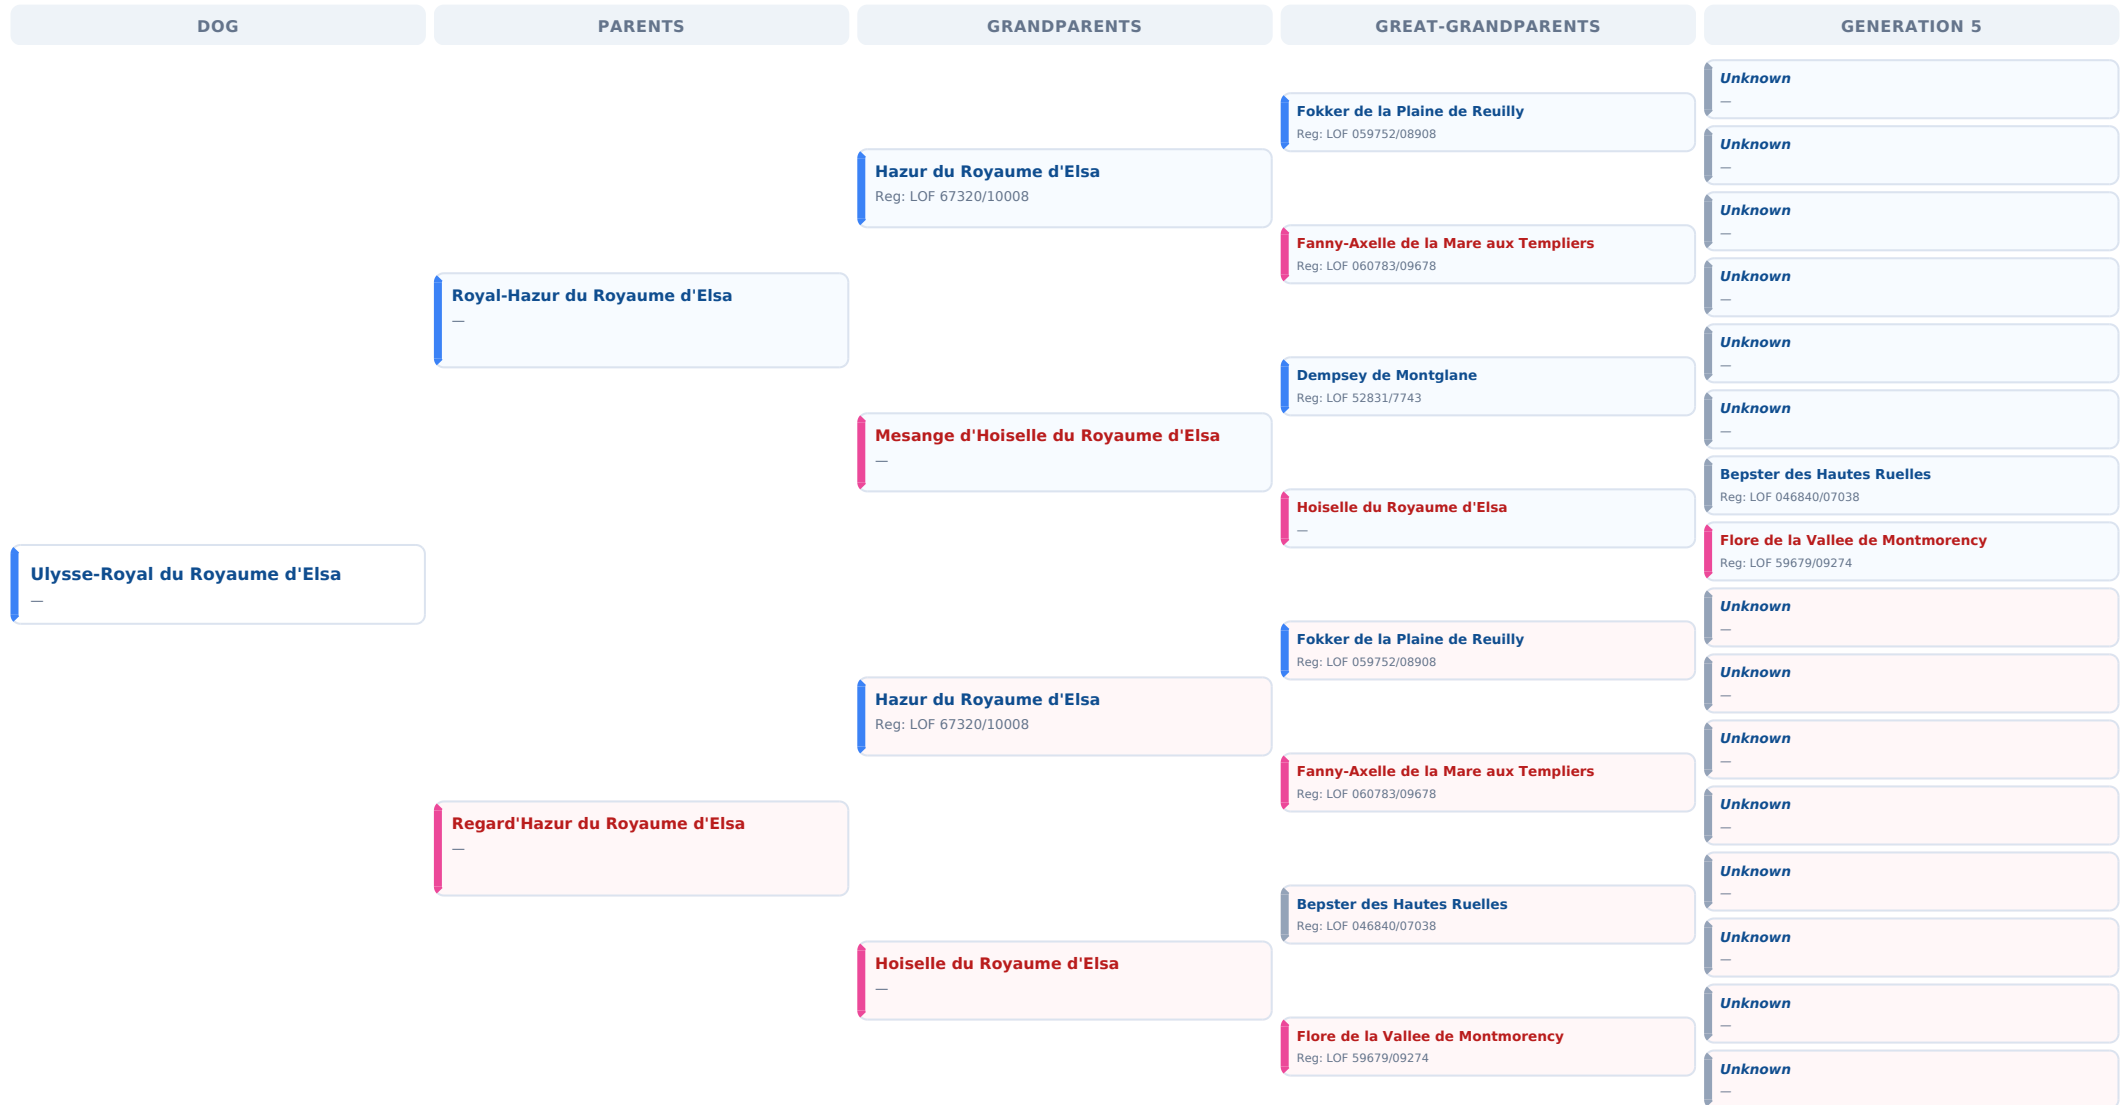 DOG
PARENTS
GRANDPARENTS
GREAT-GRANDPARENTS
GENERATION 5
Ulysse-Royal du Royaume d'Elsa
—
Royal-Hazur du Royaume d'Elsa
—
Regard'Hazur du Royaume d'Elsa
—
Hazur du Royaume d'Elsa
Reg: LOF 67320/10008
Mesange d'Hoiselle du Royaume d'Elsa
—
Hazur du Royaume d'Elsa
Reg: LOF 67320/10008
Hoiselle du Royaume d'Elsa
—
Fokker de la Plaine de Reuilly
Reg: LOF 059752/08908
Fanny-Axelle de la Mare aux Templiers
Reg: LOF 060783/09678
Dempsey de Montglane
Reg: LOF 52831/7743
Hoiselle du Royaume d'Elsa
—
Fokker de la Plaine de Reuilly
Reg: LOF 059752/08908
Fanny-Axelle de la Mare aux Templiers
Reg: LOF 060783/09678
Bepster des Hautes Ruelles
Reg: LOF 046840/07038
Flore de la Vallee de Montmorency
Reg: LOF 59679/09274
Unknown
—
Unknown
—
Unknown
—
Unknown
—
Unknown
—
Unknown
—
Bepster des Hautes Ruelles
Reg: LOF 046840/07038
Flore de la Vallee de Montmorency
Reg: LOF 59679/09274
Unknown
—
Unknown
—
Unknown
—
Unknown
—
Unknown
—
Unknown
—
Unknown
—
Unknown
—